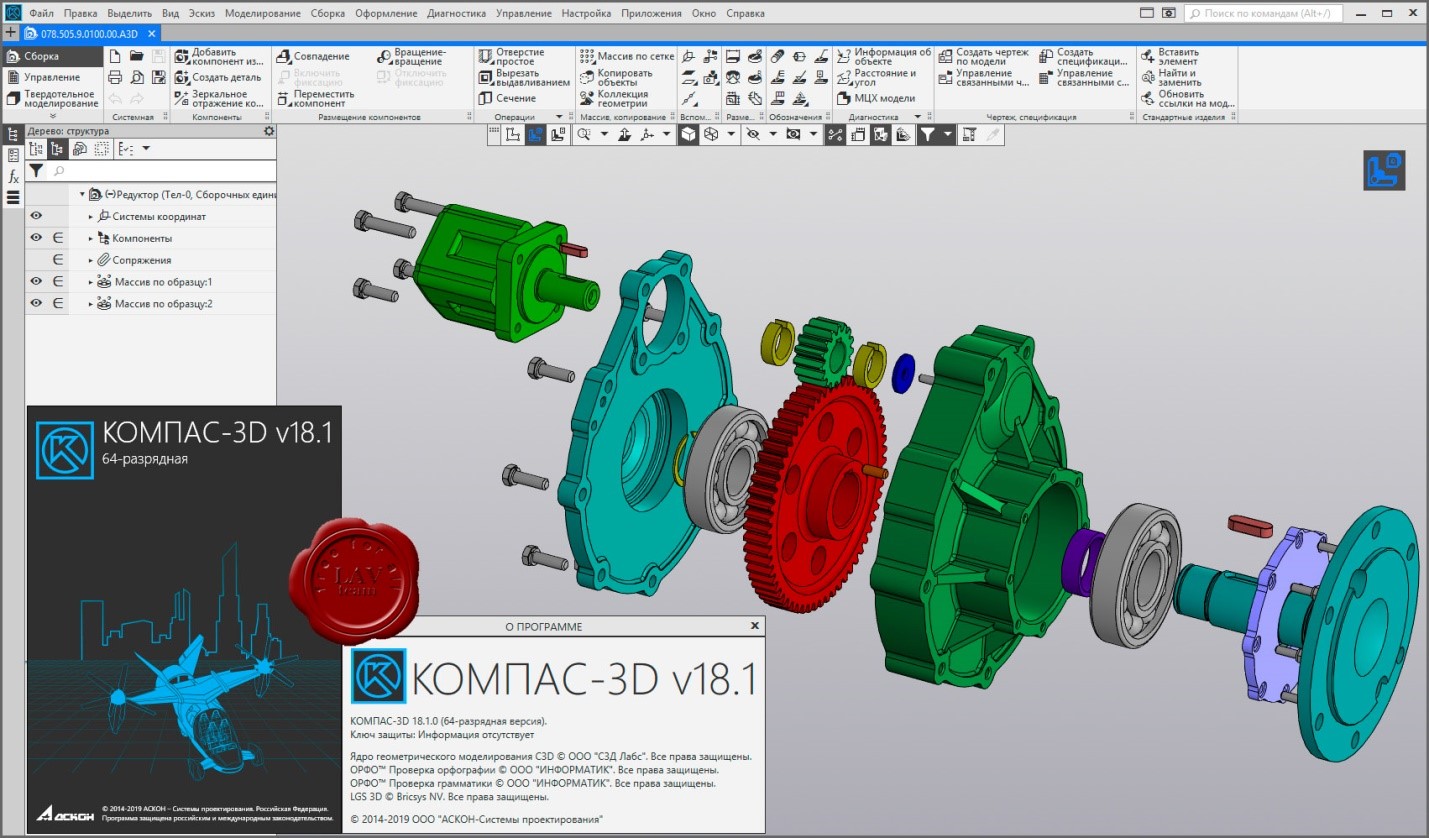 Файл Правка Выделить Вид Эскиз Моделирование Сборка Оформление Диагностика Управление Настройка Приложения Окно Справка
Поиск по командам (Alt+/)
078.505.9.0100.00.A3D
Сборка
Управление
Твердотельное
моделирование
Системная
Добавить
компонент из...
Создать деталь
Зеркальное
отражение ко...
Компоненты
Совпадение
Включить
фиксацию
Переместить
компонент
Вращение-
вращение
Отключить
фиксацию
Размещение компонентов
Отверстие
простое
Вырезать
выдавливанием
Сечение
Операции
Массив по сетке
Копировать
объекты
Коллекция
геометрии
Массив, копирование
Вспом...
Разме...
Обозначения
Информация об
объекте
Расстояние и
угол
МЦХ модели
Диагностика
Создать чертеж
по модели
Управление
связанными ч...
Создать
спецификаци...
Управление
связанными с...
Чертеж, спецификация
Вставить
элемент
Найти и
заменить
Обновить
ссылки на мод...
Стандартные изделия
Дерево: структура
(-)Редуктор (Тел-0, Сборочных един
Системы координат
Компоненты
Сопряжения
Массив по образцу:1
Массив по образцу:2
КОМПАС-3D v18.1
64-разрядная
АСКОН
© 2014-2019 АСКОН – Системы проектирования. Российская Федерация.
Программа защищена российским и международным законодательством.
LAV
team
О ПРОГРАММЕ
КОМПАС-3D v18.1
КОМПАС-3D 18.1.0 (64-разрядная версия).
Ключ защиты: Информация отсутствует
Ядро геометрического моделирования C3D © ООО "СЭД Лабс". Все права защищены.
ОРФО™ Проверка орфографии © ООО "ИНФОРМАТИК". Все права защищены.
ОРФО™ Проверка грамматики © ООО "ИНФОРМАТИК". Все права защищены.
LGS 3D © Bricsys NV. Все права защищены.
© 2014-2019 ООО "АСКОН-Системы проектирования"